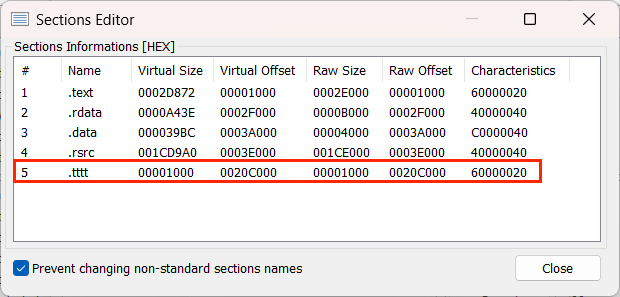 Sections Editor
Sections Informations [HEX]
# Name Virtual Size Virtual Offset Raw Size Raw Offset Characteristics
1 .text 0002D872 00001000 0002E000 00001000 60000020
2 .rdata 0000A43E 0002F000 0000B000 0002F000 40000040
3 .data 000039BC 0003A000 00004000 0003A000 C0000040
4 .rsrc 001CD9A0 0003E000 001CE000 0003E000 40000040
5 .tttt 00001000 0020C000 00001000 0020C000 60000020
Prevent changing non-standard sections names
Close